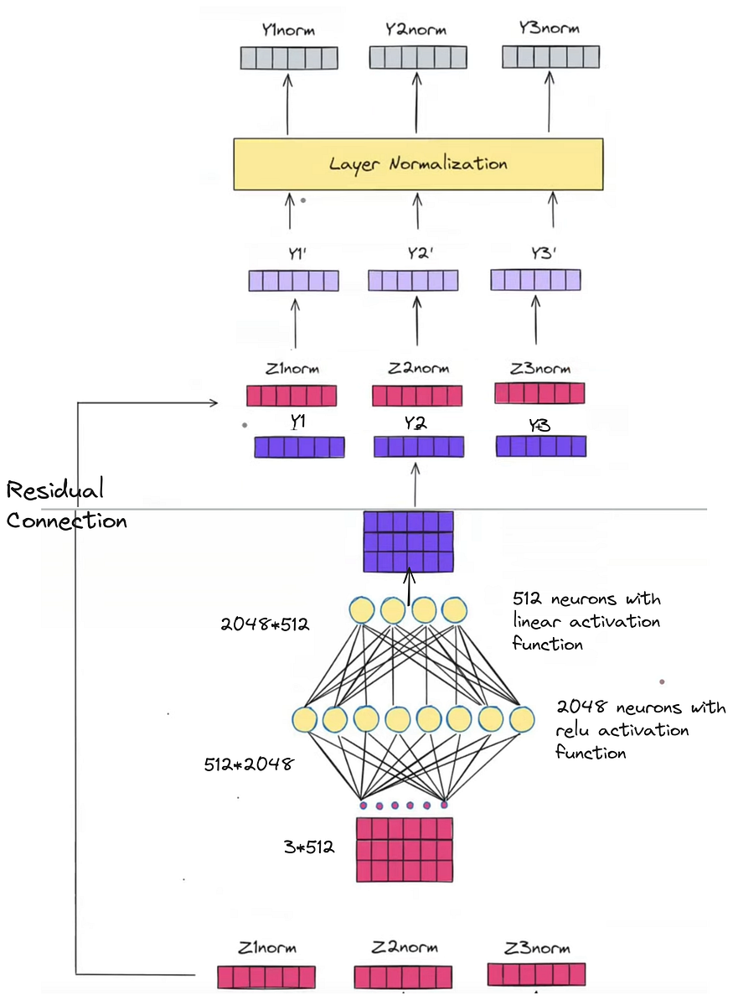 Y1norm Y2norm Y3norm
Layer Normalization
Y1' Y2' Y3'
Z1norm Z2norm Z3norm
Y1 Y2 Y3
Residual
Connection
512 neurons with
linear activation
function
2048*512
2048 neurons with
relu activation
function
512*2048
3*512
Z1norm Z2norm Z3norm